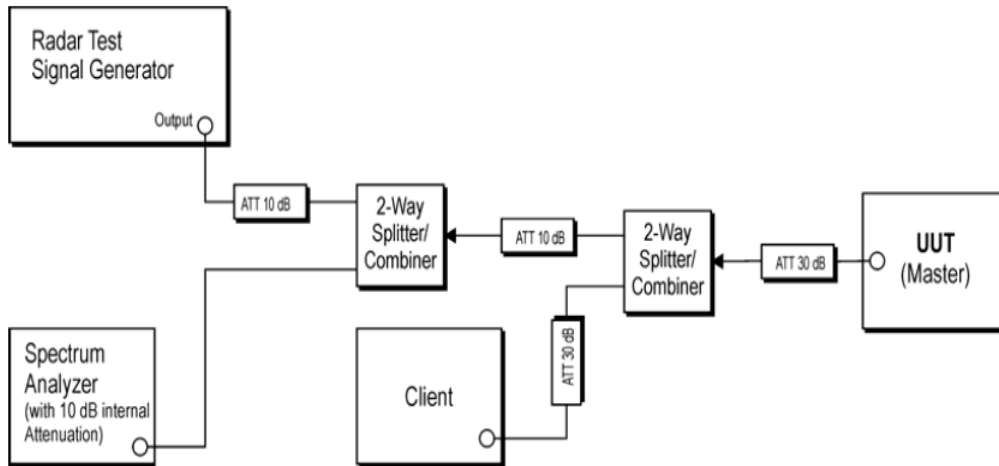 Radar Test
Signal Generator
Output
ATT 10 dB
2-Way
Splitter/
Combiner
ATT 10 dB
2-Way
Splitter/
Combiner
ATT 30 dB
UUT
(Master)
Spectrum
Analyzer
(with 10 dB internal
Attenuation)
Client
ATT 30 dB